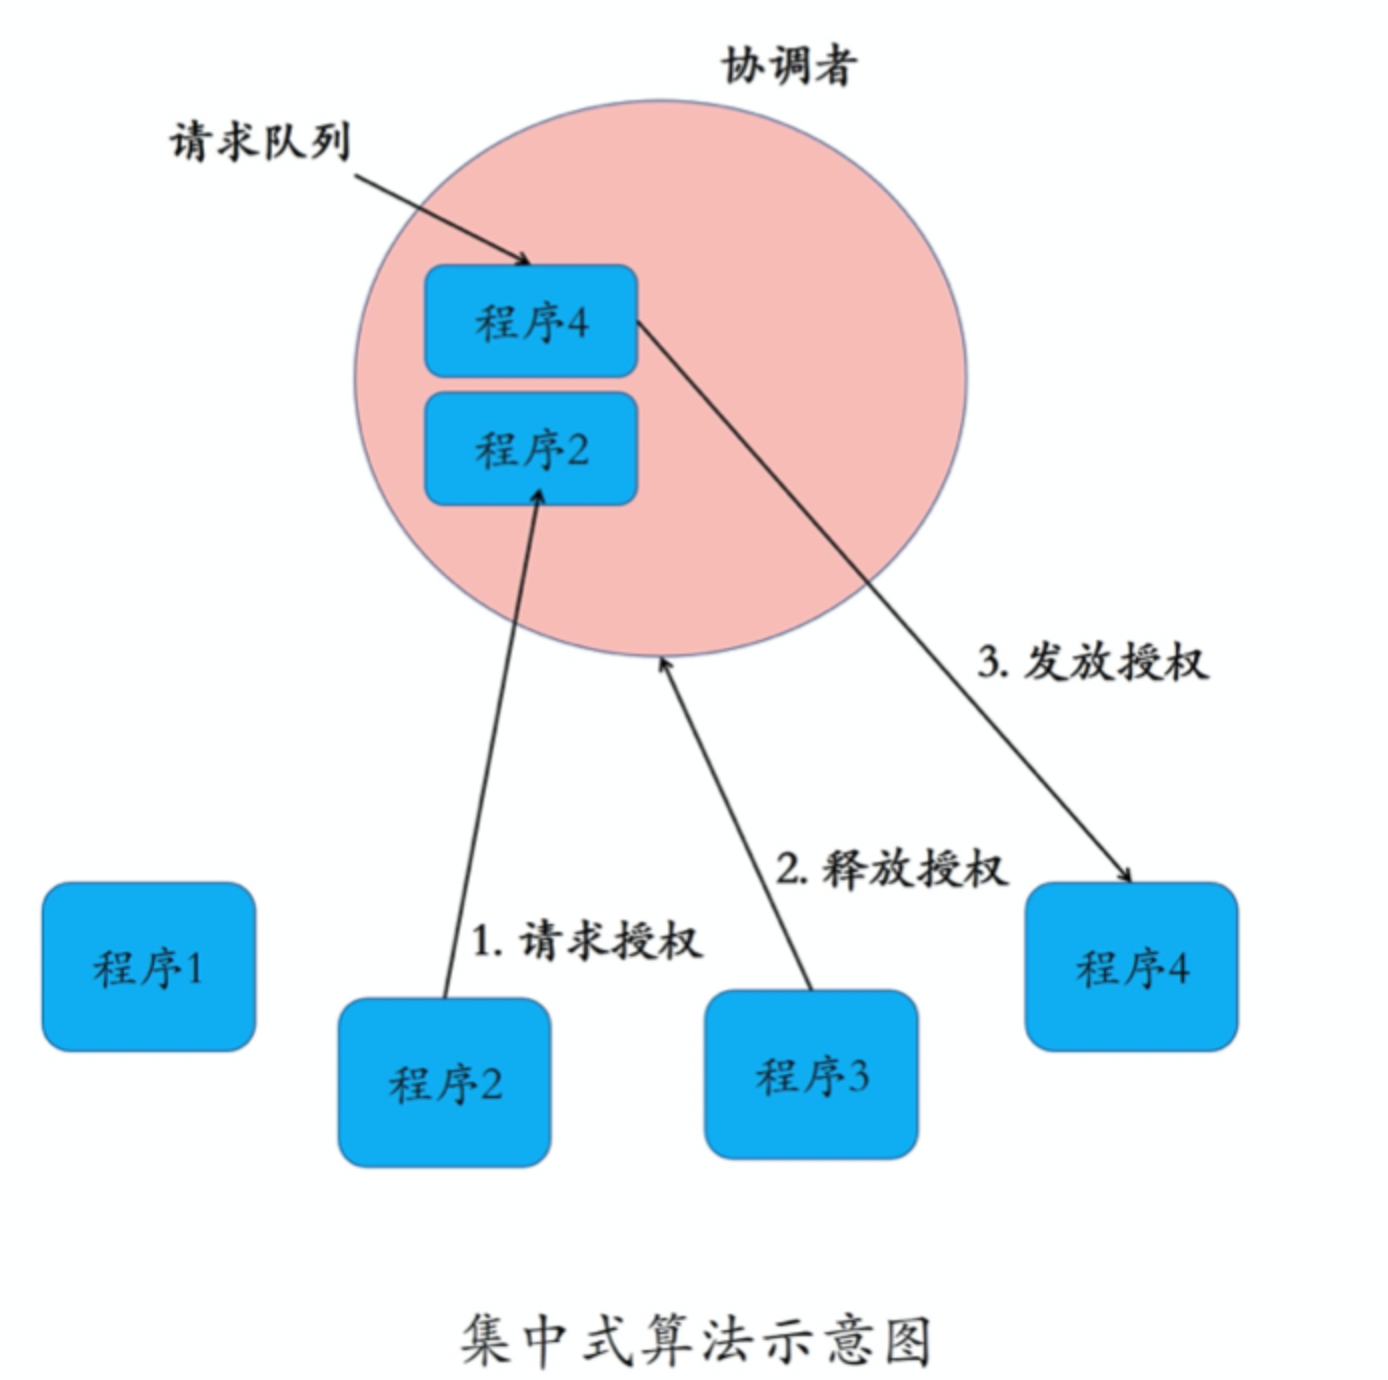 协调者
请求队列
程序4
程序2
3. 发放授权
2. 释放授权
1. 请求授权
程序1
程序2
程序3
程序4
集中式算法示意图